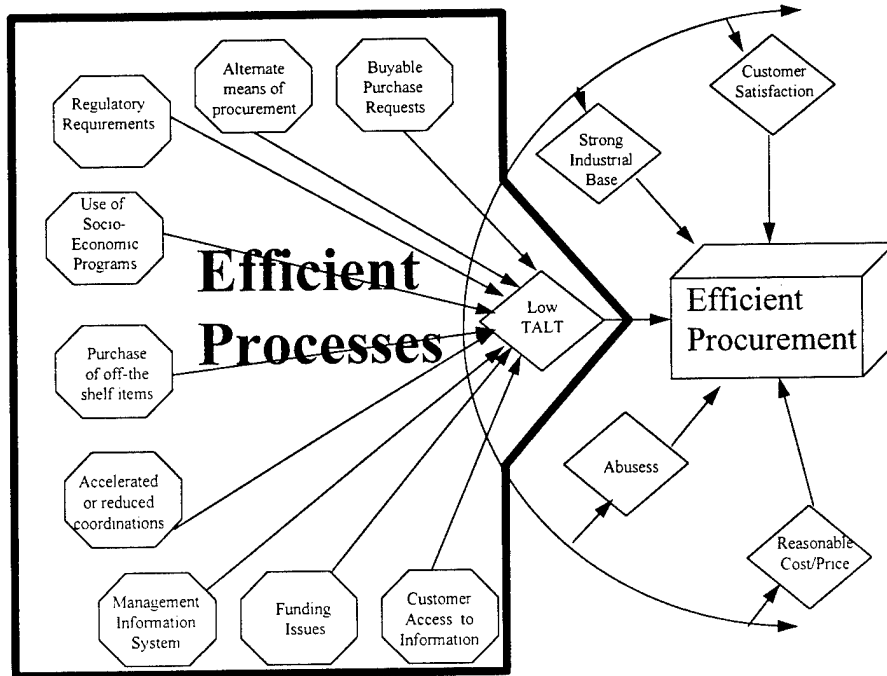 Alternate
means of
procurement
Buyable
Purchase
Requests
Regulatory
Requirements
Customer
Satisfaction
Strong
Industrial
Base
Use of
Socio-
Economic
Programs
Efficient
Processes
Low
TALT
Efficient
Procurement
Purchase
of off-the
shelf items
Accelerated
or reduced
coordinations
Abusess
Reasonable
Cost/Price
Management
Information
System
Funding
Issues
Customer
Access to
Information